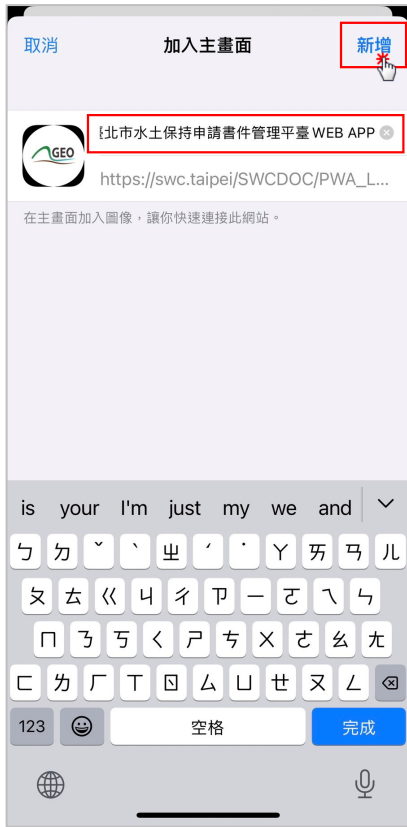 取消 加入主畫面 新增
臺北市水土保持申請書件管理平臺 WEB APP
GEO
https://swc.taipei/SWCDOC/PWA_L...
在主畫面加入圖像，讓你快速連接此網站。
is your I'm just my we and
ㄅ ㄉ ˇ ˋ ㄓ ˊ ˙ ㄚ ㄞ ㄢ ㄦ
ㄆ ㄊ ㄍ ㄐ ㄔ ㄗ ㄧ ㄛ ㄟ ㄣ
ㄇ ㄋ ㄎ ㄑ ㄕ ㄘ ㄨ ㄜ ㄠ ㄤ
ㄈ ㄌ ㄏ ㄒ ㄖ ㄙ ㄩ ㄝ ㄡ ㄥ
123 空格 完成